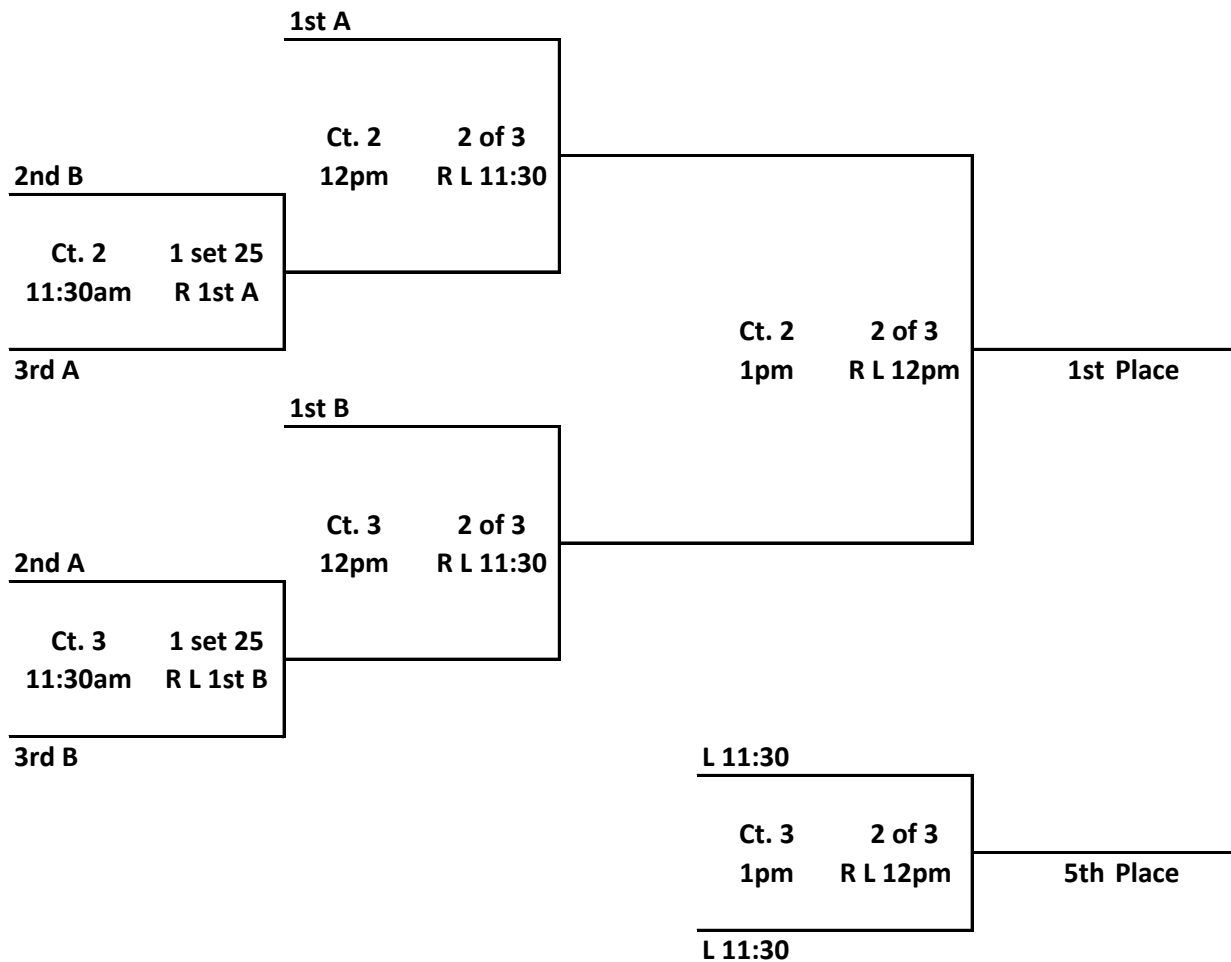 1st A
Ct. 2 2 of 3
12pm R L 11:30
2nd B
Ct. 2 1 set 25
11:30am R 1st A
3rd A
Ct. 2 2 of 3
1pm R L 12pm
1st Place
1st B
Ct. 3 2 of 3
12pm R L 11:30
2nd A
Ct. 3 1 set 25
11:30am R L 1st B
3rd B
L 11:30
Ct. 3 2 of 3
1pm R L 12pm
5th Place
L 11:30